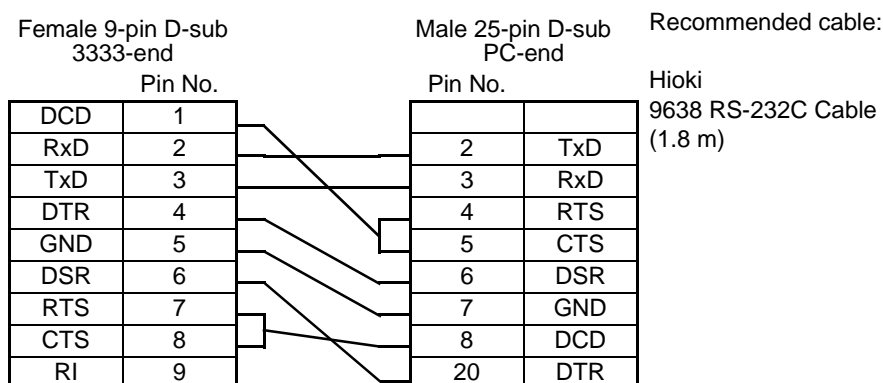 Female 9-pin D-sub
3333-end
Male 25-pin D-sub
PC-end
Recommended cable:
Hioki
9638 RS-232C Cable
(1.8 m)
Pin No.
Pin No.
DCD 1
RxD 2 2 TxD
TxD 3 3 RxD
DTR 4 4 RTS
GND 5 5 CTS
DSR 6 6 DSR
RTS 7 7 GND
CTS 8 8 DCD
RI 9 20 DTR